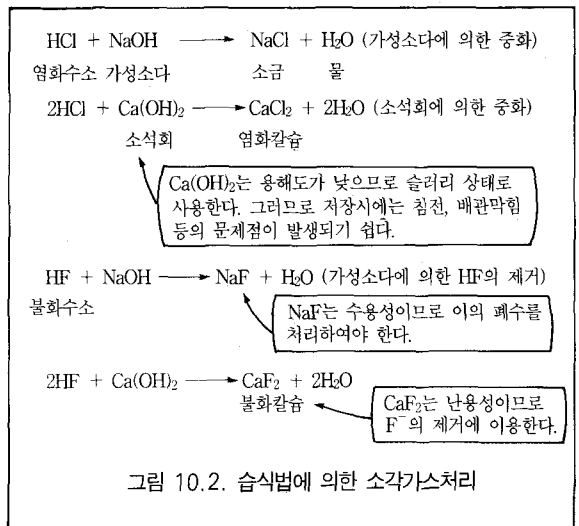 HCl + NaOH ⟶ NaCl + H₂O (가성소다에 의한 중화)
염화수소 가성소다 소금 물
2HCl + Ca(OH)₂ ⟶ CaCl₂ + 2H₂O (소석회에 의한 중화)
소석회 염화칼슘
Ca(OH)₂는 용해도가 낮으므로 슬러리 상태로
사용한다. 그러므로 저장시에는 침전, 배관막힘
등의 문제점이 발생되기 쉽다.
HF + NaOH ⟶ NaF + H₂O (가성소다에 의한 HF의 제거)
불화수소
NaF는 수용성이므로 이의 폐수를
처리하여야 한다.
2HF + Ca(OH)₂ ⟶ CaF₂ + 2H₂O
불화칼슘
CaF₂는 난용성이므로
F⁻의 제거에 이용한다.
그림 10.2. 습식법에 의한 소각가스처리